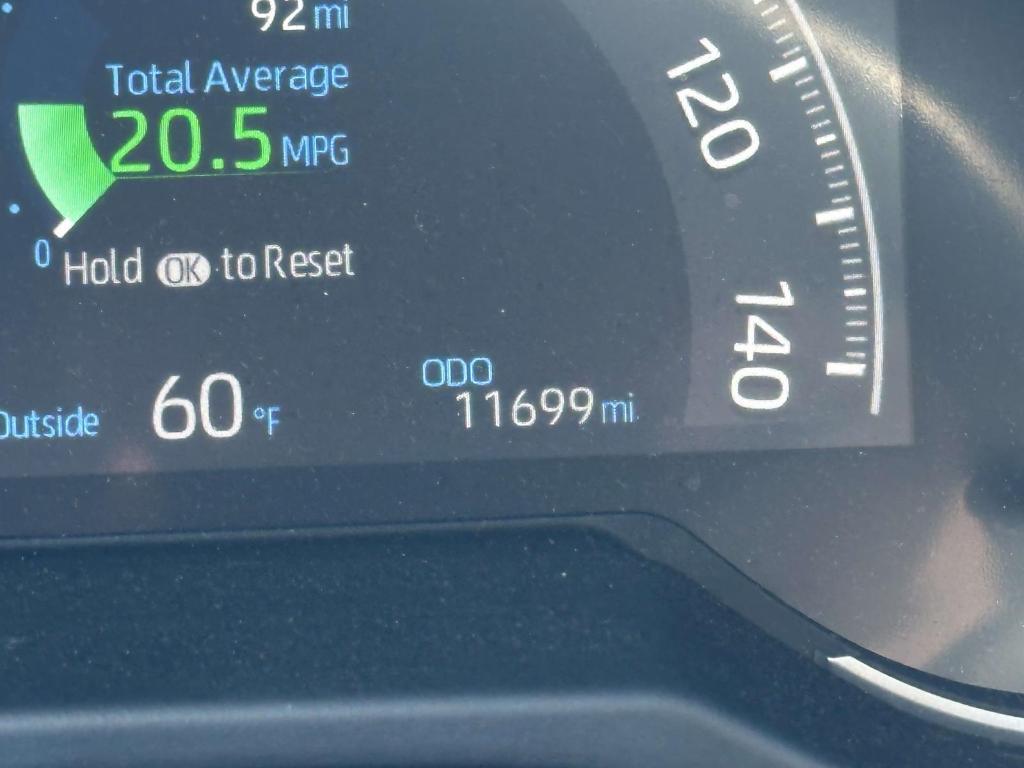 92 mi
Total Average
20.5 MPG
0
Hold OK to Reset
Outside 60 °F
ODO
11699 mi
120
140